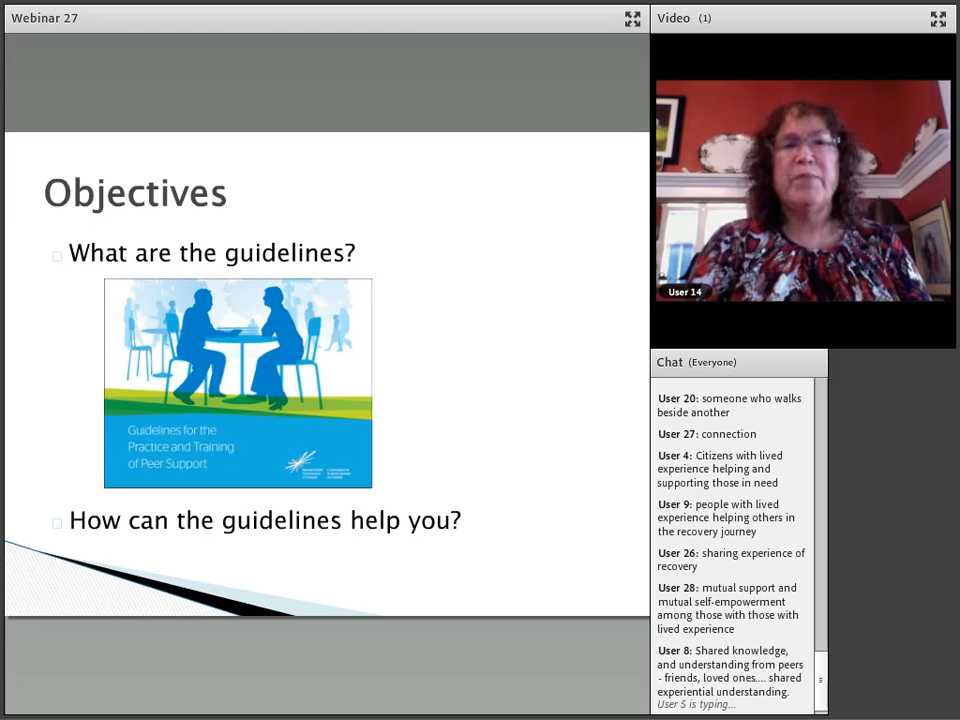 Webinar 27
Video (1)
Objectives
What are the guidelines?
Guidelines for the
Practice and Training
of Peer Support
How can the guidelines help you?
User 14
Chat (Everyone)
User 20: someone who walks
beside another
User 27: connection
User 4: Citizens with lived
experience helping and
supporting those in need
User 9: people with lived
experience helping others in
the recovery journey
User 26: sharing experience of
recovery
User 28: mutual support and
mutual self-empowerment
among those with those with
lived experience
User 8: Shared knowledge,
and understanding from peers
- friends, loved ones.... shared
experiential understanding.
User 5 is typing...